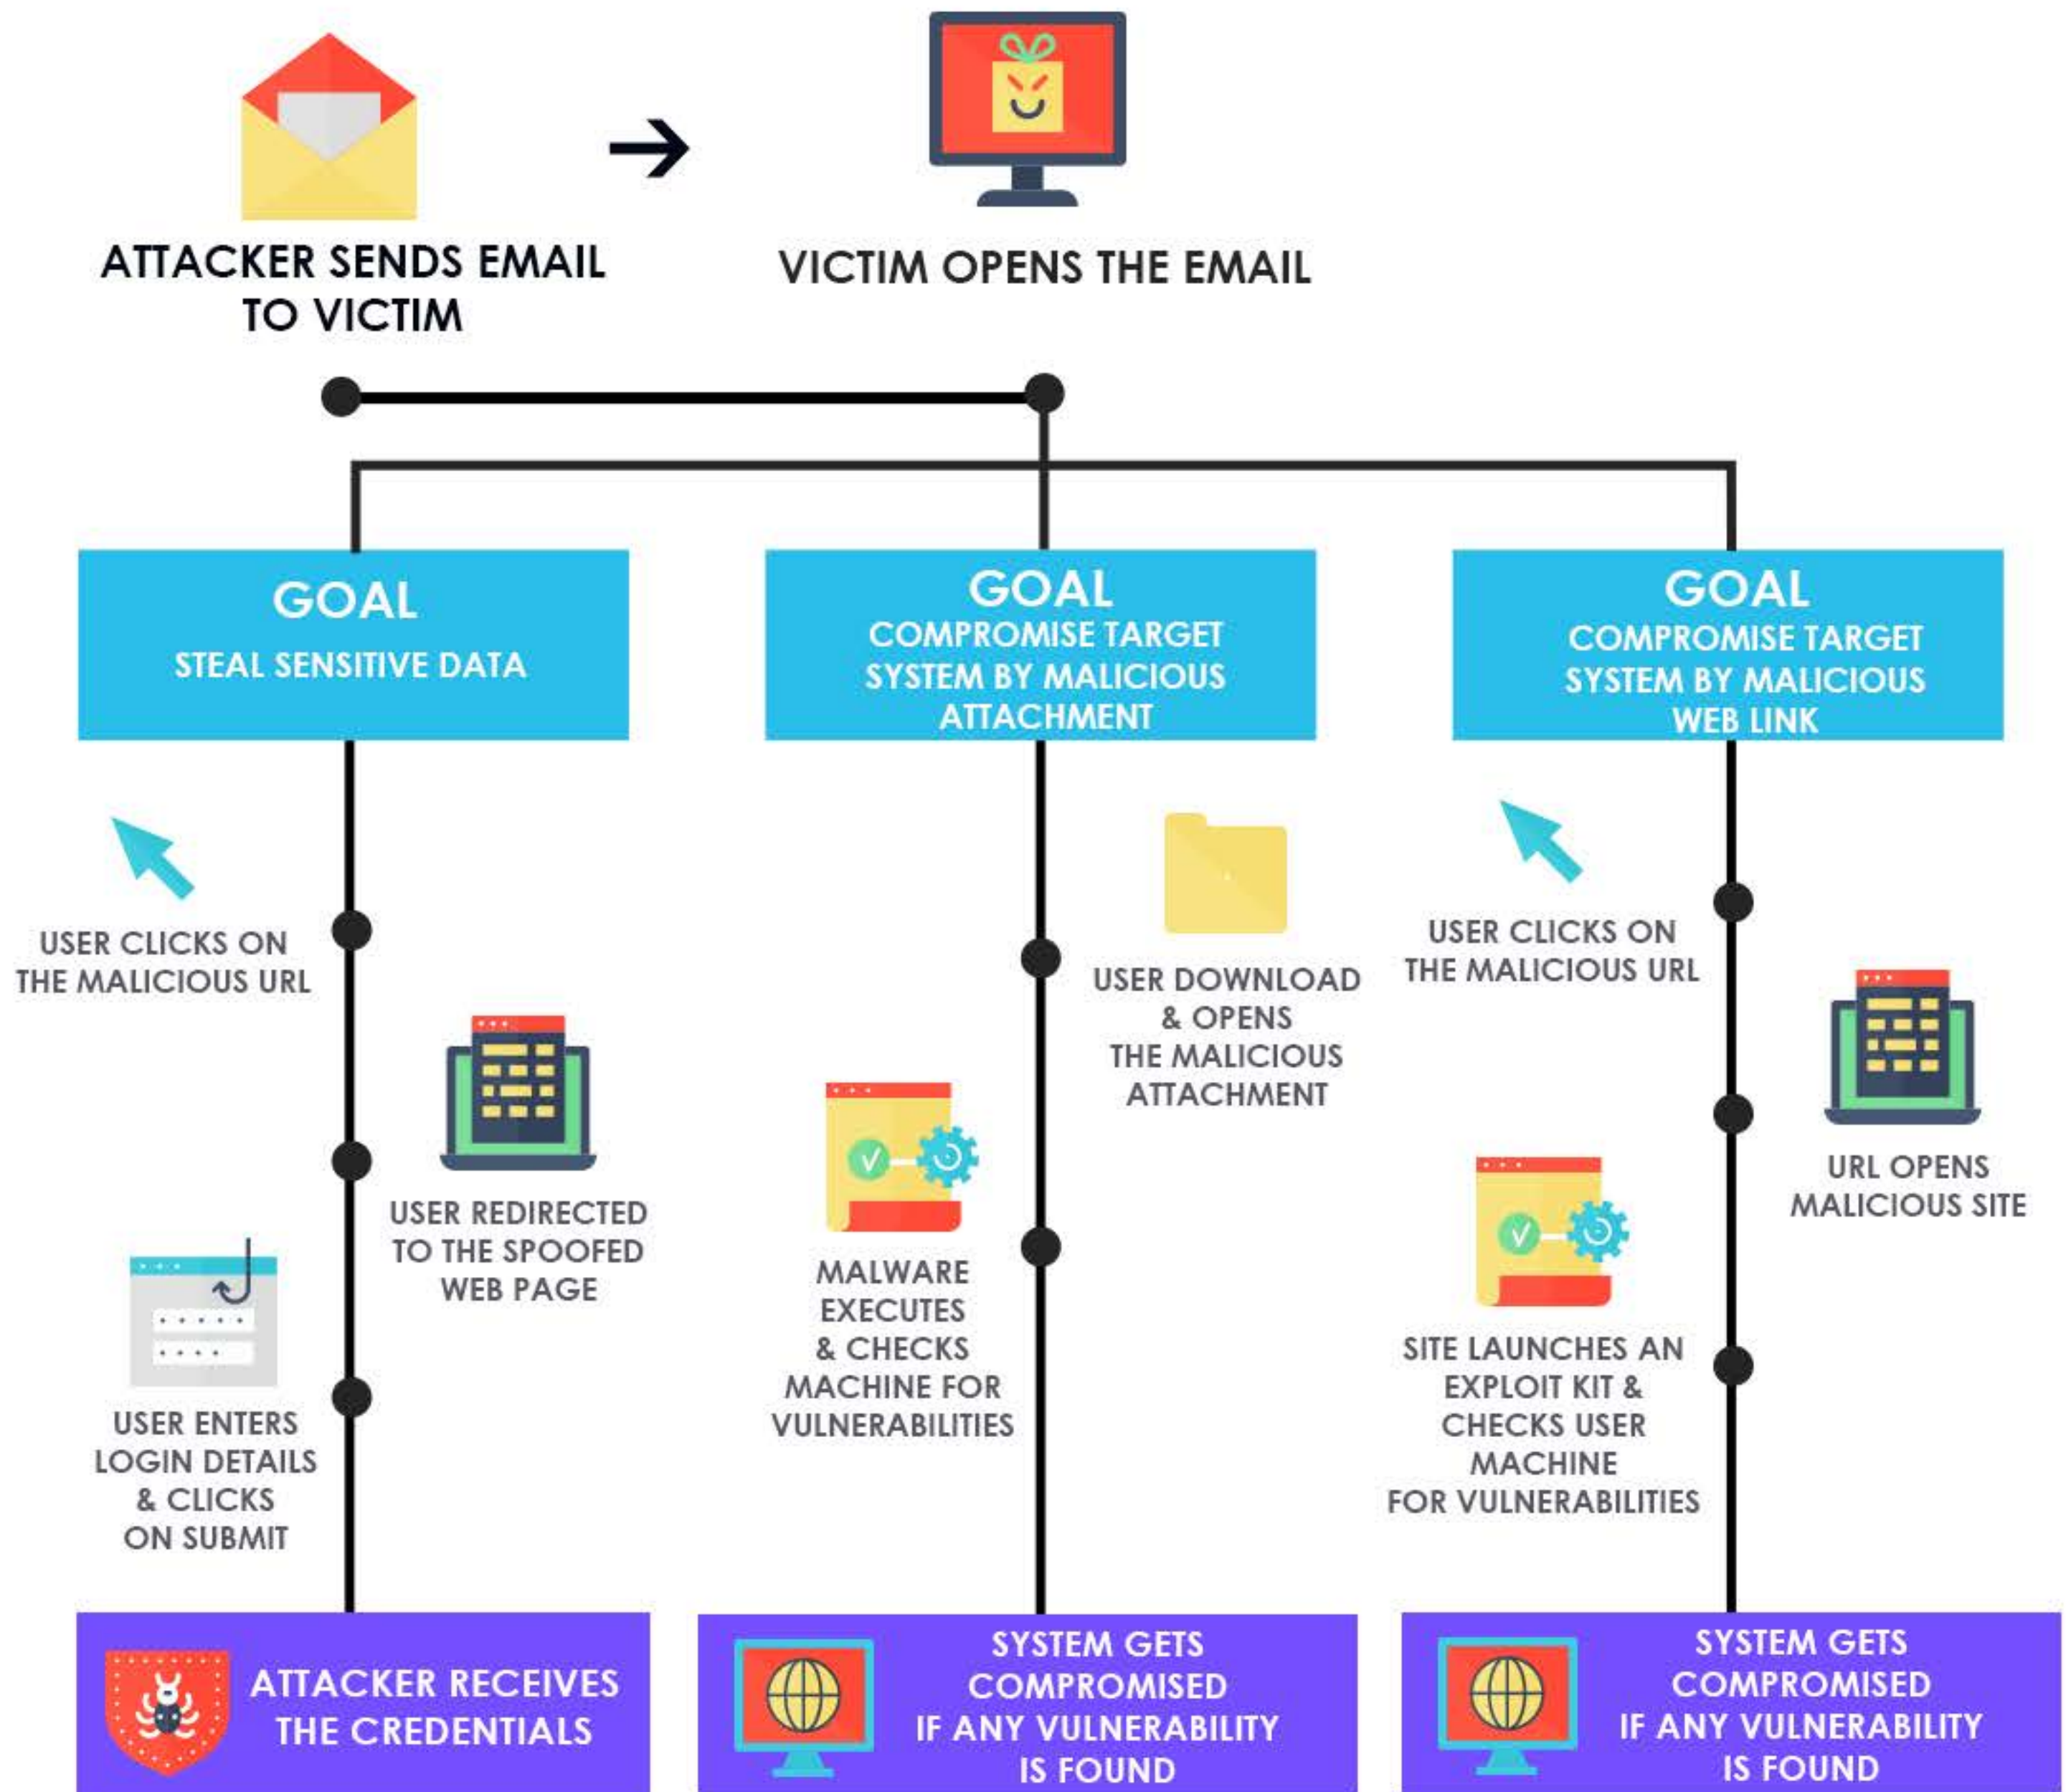 ATTACKER SENDS EMAIL
TO VICTIM
VICTIM OPENS THE EMAIL
GOAL
STEAL SENSITIVE DATA
GOAL
COMPROMISE TARGET
SYSTEM BY MALICIOUS
ATTACHMENT
GOAL
COMPROMISE TARGET
SYSTEM BY MALICIOUS
WEB LINK
USER CLICKS ON
THE MALICIOUS URL
USER REDIRECTED
TO THE SPOOFED
WEB PAGE
USER ENTERS
LOGIN DETAILS
& CLICKS
ON SUBMIT
ATTACKER RECEIVES
THE CREDENTIALS
USER DOWNLOAD
& OPENS
THE MALICIOUS
ATTACHMENT
MALWARE
EXECUTES
& CHECKS
MACHINE FOR
VULNERABILITIES
SYSTEM GETS
COMPROMISED
IF ANY VULNERABILITY
IS FOUND
USER CLICKS ON
THE MALICIOUS URL
URL OPENS
MALICIOUS SITE
SITE LAUNCHES AN
EXPLOIT KIT &
CHECKS USER
MACHINE
FOR VULNERABILITIES
SYSTEM GETS
COMPROMISED
IF ANY VULNERABILITY
IS FOUND